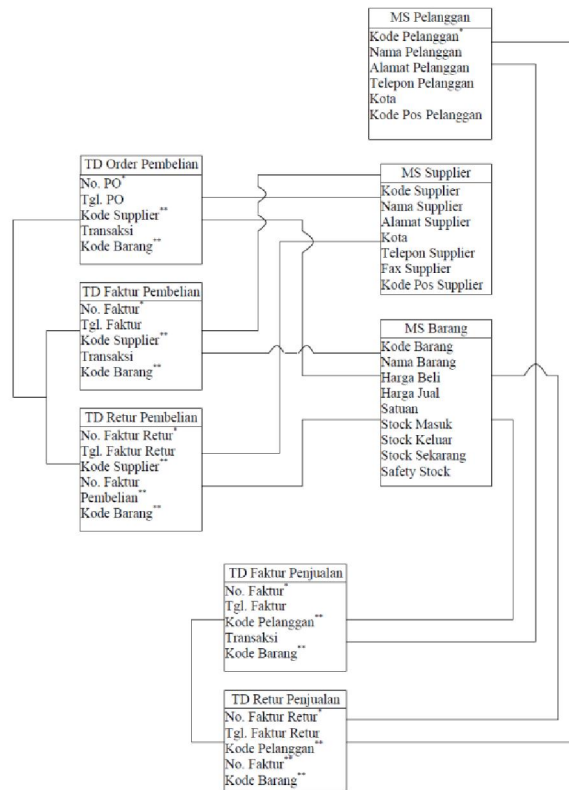 MS Pelanggan
Kode Pelanggan*
Nama Pelanggan
Alamat Pelanggan
Telepon Pelanggan
Kota
Kode Pos Pelanggan
TD Order Pembelian
No. PO*
Tgl. PO
Kode Supplier**
Transaksi
Kode Barang**
MS Supplier
Kode Supplier
Nama Supplier
Alamat Supplier
Kota
Telepon Supplier
Fax Supplier
Kode Pos Supplier
TD Faktur Pembelian
No. Faktur*
Tgl. Faktur
Kode Supplier**
Transaksi
Kode Barang**
MS Barang
Kode Barang
Nama Barang
Harga Beli
Harga Jual
Satuan
Stock Masuk
Stock Keluar
Stock Sekarang
Safety Stock
TD Retur Pembelian
No. Faktur Retur*
Tgl. Faktur Retur
Kode Supplier**
No. Faktur
Pembelian**
Kode Barang**
TD Faktur Penjualan
No. Faktur*
Tgl. Faktur
Kode Pelanggan**
Transaksi
Kode Barang**
TD Retur Penjualan
No. Faktur Retur*
Tgl. Faktur Retur
Kode Pelanggan**
No. Faktur**
Kode Barang**